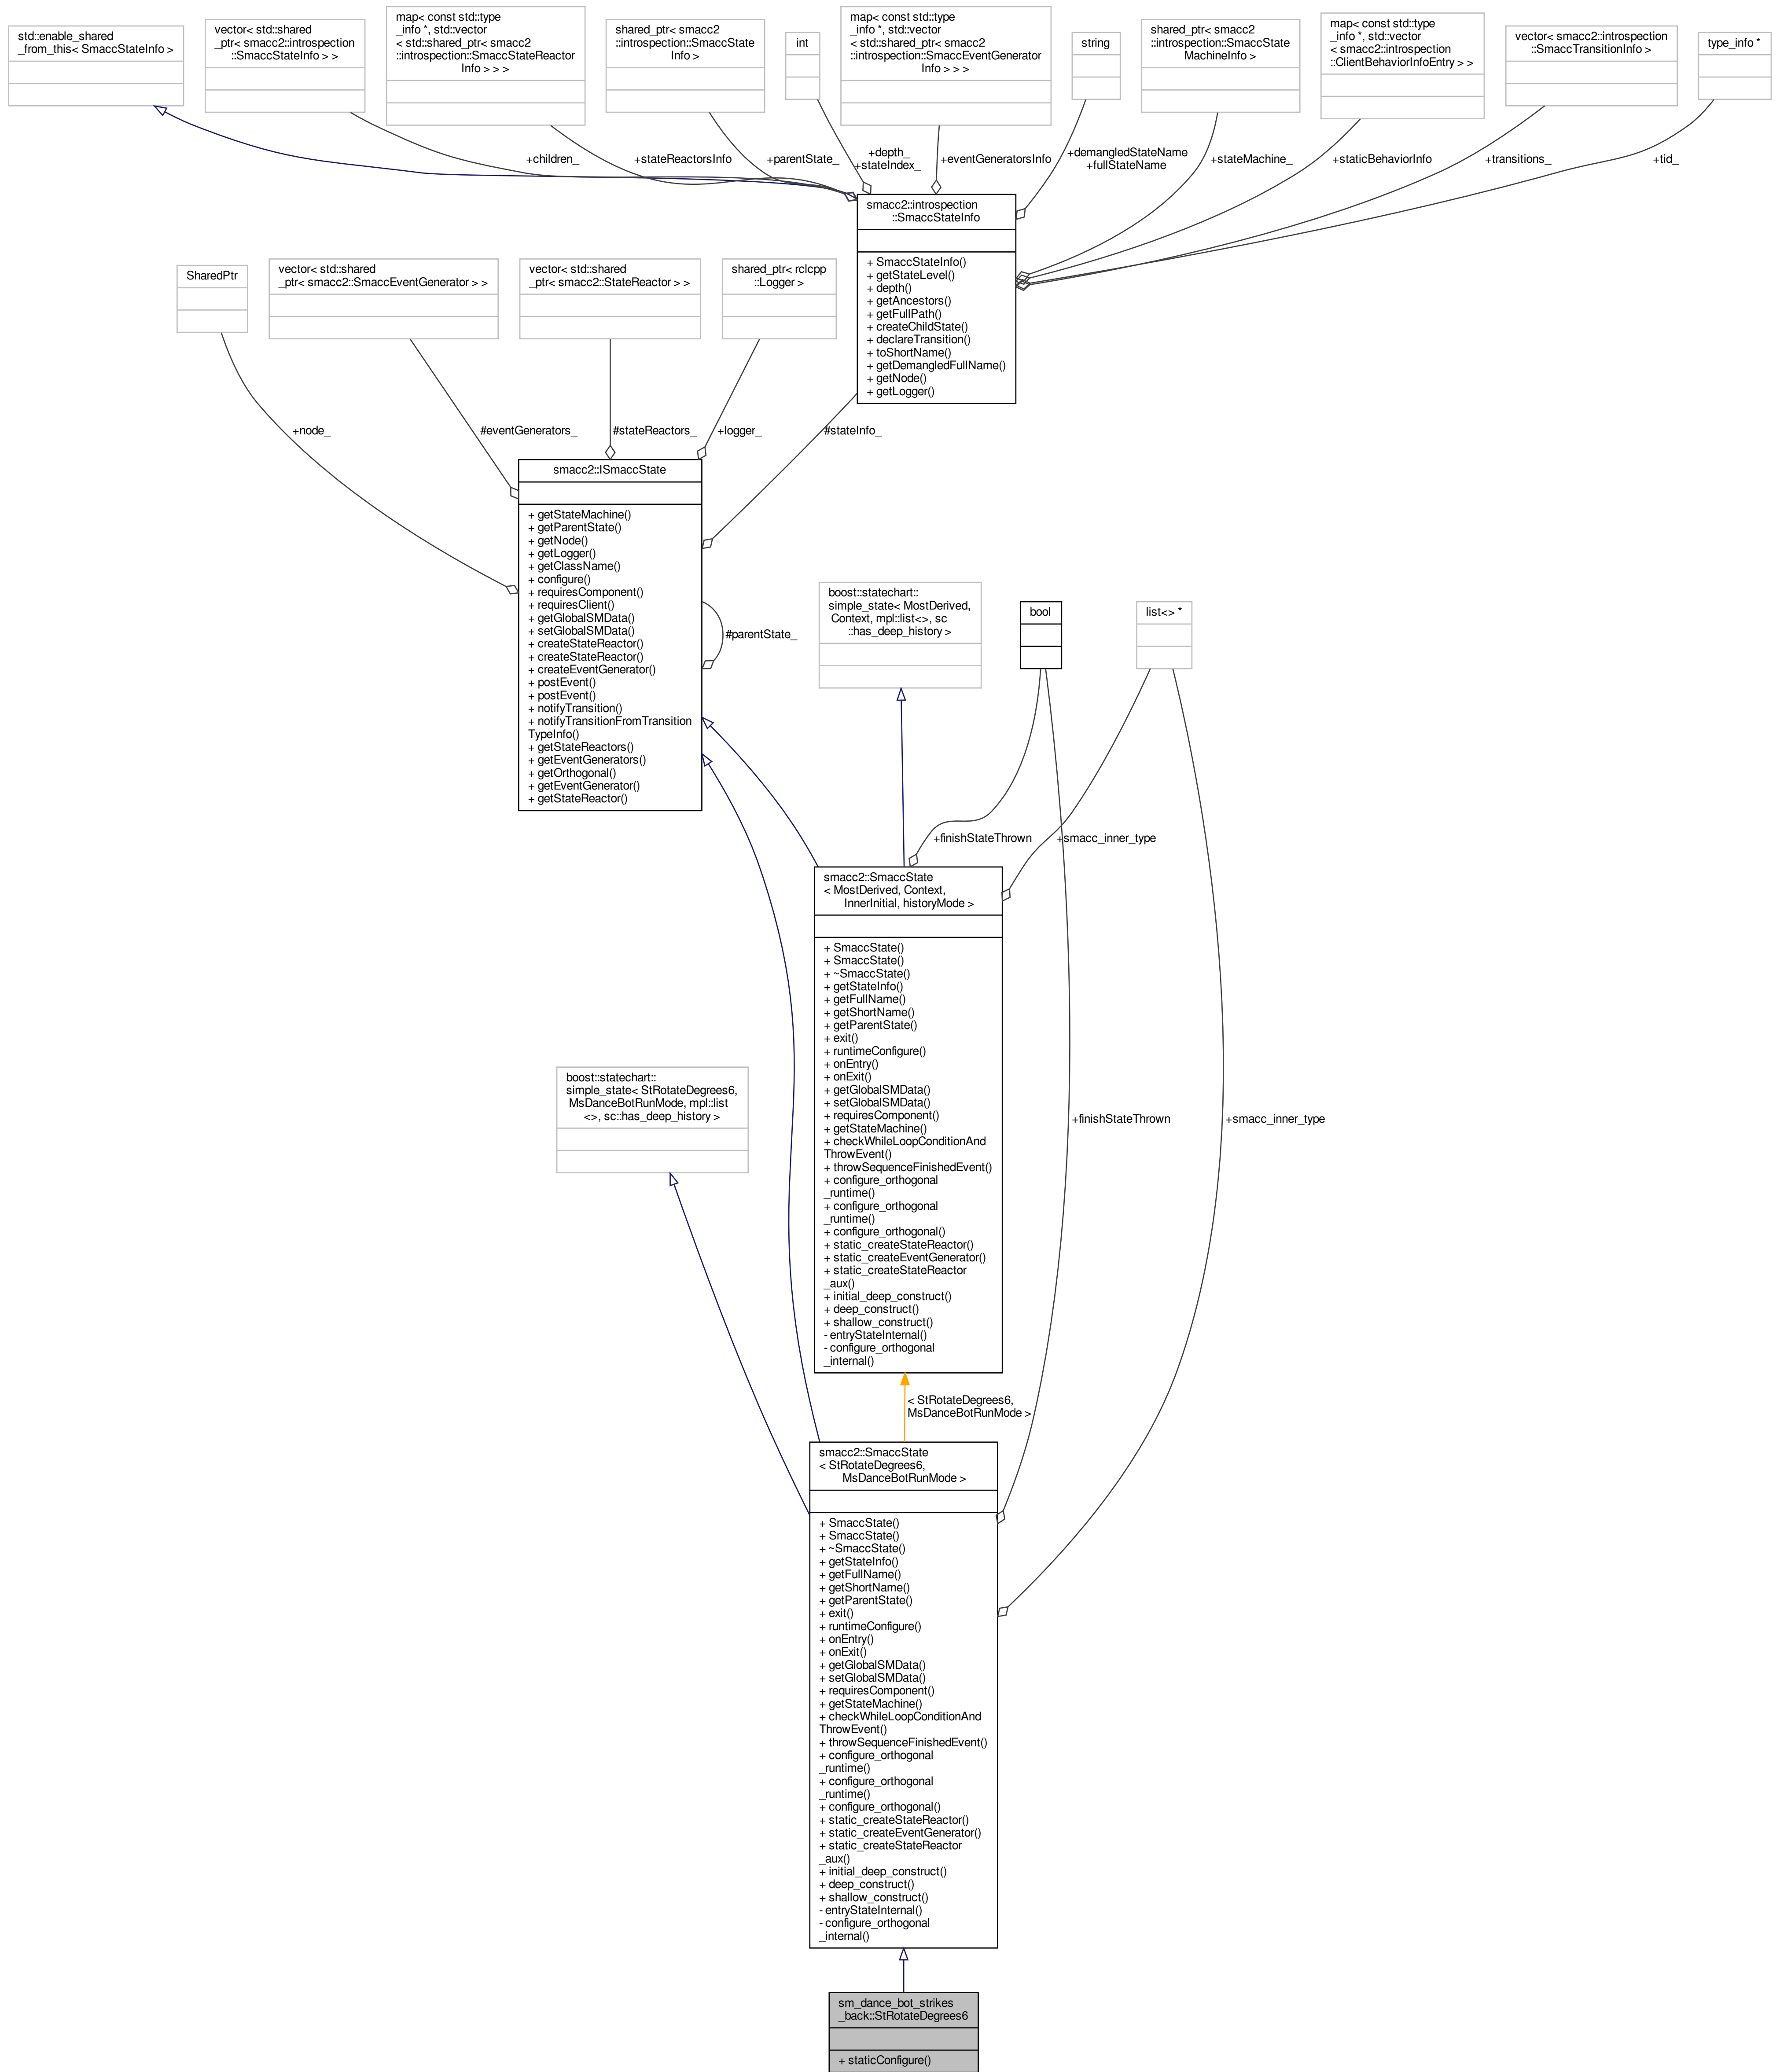 std::enable_shared
_from_this< SmaccStateInfo >
vector< std::shared
_ptr< smacc2::introspection
::SmaccStateInfo > >
map< const std::type
_info *, std::vector
< std::shared_ptr< smacc2
::introspection::SmaccStateReactor
Info > > >
shared_ptr< smacc2
::introspection::SmaccState
Info >
int
map< const std::type
_info *, std::vector
< std::shared_ptr< smacc2
::introspection::SmaccEventGenerator
Info > > >
string
shared_ptr< smacc2
::introspection::SmaccState
MachineInfo >
map< const std::type
_info *, std::vector
< smacc2::introspection
::ClientBehaviorInfoEntry > >
vector< smacc2::introspection
::SmaccTransitionInfo >
type_info *
+children_
+stateReactorsInfo
+parentState_
+depth_
+stateIndex_
+eventGeneratorsInfo
+demangledStateName
+fullStateName
+stateMachine_
+staticBehaviorInfo
+transitions_
+tid_
smacc2::introspection
::SmaccStateInfo
+ SmaccStateInfo()
+ getStateLevel()
+ depth()
+ getAncestors()
+ getFullPath()
+ createChildState()
+ declareTransition()
+ toShortName()
+ getDemangledFullName()
+ getNode()
+ getLogger()
SharedPtr
vector< std::shared
_ptr< smacc2::SmaccEventGenerator > >
vector< std::shared
_ptr< smacc2::StateReactor > >
shared_ptr< rclcpp
::Logger >
+node_
#eventGenerators_
#stateReactors_
+logger_
#stateInfo_
smacc2::ISmaccState
+ getStateMachine()
+ getParentState()
+ getNode()
+ getLogger()
+ getClassName()
+ configure()
+ requiresComponent()
+ requiresClient()
+ getGlobalSMData()
+ setGlobalSMData()
+ createStateReactor()
+ createStateReactor()
+ createEventGenerator()
+ postEvent()
+ postEvent()
+ notifyTransition()
+ notifyTransitionFromTransition
TypeInfo()
+ getStateReactors()
+ getEventGenerators()
+ getOrthogonal()
+ getEventGenerator()
+ getStateReactor()
#parentState_
boost::statechart::
simple_state< MostDerived,
Context, mpl::list<>, sc
::has_deep_history >
bool
list<> *
+finishStateThrown
+smacc_inner_type
smacc2::SmaccState
< MostDerived, Context,
InnerInitial, historyMode >
+ SmaccState()
+ SmaccState()
+ ~SmaccState()
+ getStateInfo()
+ getFullName()
+ getShortName()
+ getParentState()
+ exit()
+ runtimeConfigure()
+ onEntry()
+ onExit()
+ getGlobalSMData()
+ setGlobalSMData()
+ requiresComponent()
+ getStateMachine()
+ checkWhileLoopConditionAnd
ThrowEvent()
+ throwSequenceFinishedEvent()
+ configure_orthogonal
_runtime()
+ configure_orthogonal
_runtime()
+ configure_orthogonal()
+ static_createStateReactor()
+ static_createEventGenerator()
+ static_createStateReactor
_aux()
+ initial_deep_construct()
+ deep_construct()
+ shallow_construct()
- entryStateInternal()
- configure_orthogonal
_internal()
boost::statechart::
simple_state< StRotateDegrees6,
MsDanceBotRunMode, mpl::list
<>, sc::has_deep_history >
+finishStateThrown
+smacc_inner_type
< StRotateDegrees6,
MsDanceBotRunMode >
smacc2::SmaccState
< StRotateDegrees6,
MsDanceBotRunMode >
+ SmaccState()
+ SmaccState()
+ ~SmaccState()
+ getStateInfo()
+ getFullName()
+ getShortName()
+ getParentState()
+ exit()
+ runtimeConfigure()
+ onEntry()
+ onExit()
+ getGlobalSMData()
+ setGlobalSMData()
+ requiresComponent()
+ getStateMachine()
+ checkWhileLoopConditionAnd
ThrowEvent()
+ throwSequenceFinishedEvent()
+ configure_orthogonal
_runtime()
+ configure_orthogonal
_runtime()
+ configure_orthogonal()
+ static_createStateReactor()
+ static_createEventGenerator()
+ static_createStateReactor
_aux()
+ initial_deep_construct()
+ deep_construct()
+ shallow_construct()
- entryStateInternal()
- configure_orthogonal
_internal()
sm_dance_bot_strikes
_back::StRotateDegrees6
+ staticConfigure()